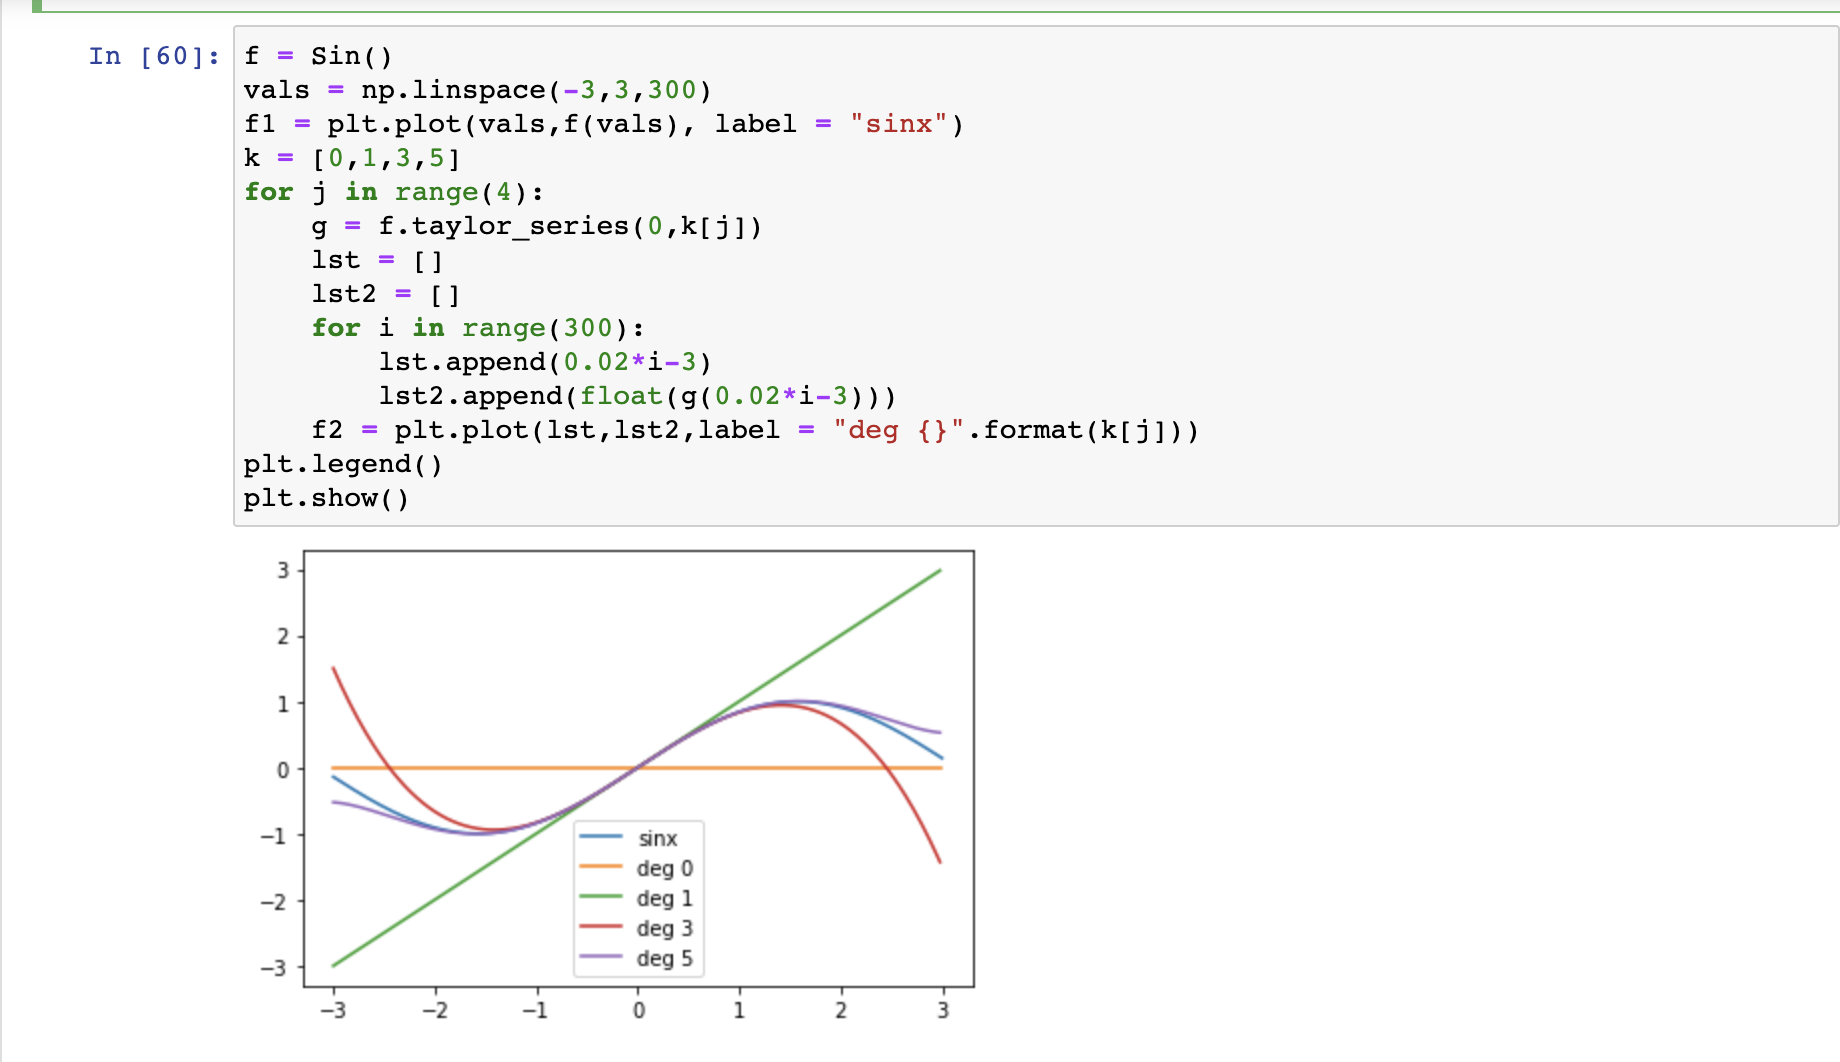 In [60]:
f = Sin()
vals = np.linspace(-3,3,300)
f1 = plt.plot(vals,f(vals), label = "sinx")
k = [0,1,3,5]
for j in range(4):
    g = f.taylor_series(0,k[j])
    lst = []
    lst2 = []
    for i in range(300):
        lst.append(0.02*i-3)
        lst2.append(float(g(0.02*i-3)))
    f2 = plt.plot(lst,lst2,label = "deg {}".format(k[j]))
plt.legend()
plt.show()
3
2
1
0
−1
−2
−3
sinx
deg 0
deg 1
deg 3
deg 5
−3 −2 −1 0 1 2 3